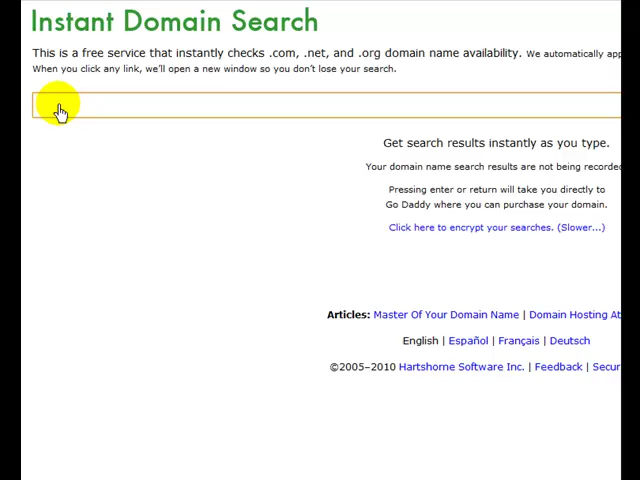 Instant Domain Search
This is a free service that instantly checks .com, .net, and .org domain name availability. We automatically
When you click any link, we'll open a new window so you don't lose your search.
Get search results instantly as you type.
Your domain name search results are not being recorded
Pressing enter or return will take you directly to
Go Daddy where you can purchase your domain.
Click here to encrypt your searches. (Slower...)
Articles: Master Of Your Domain Name | Domain Hosting
English | Español | Français | Deutsch
©2005–2010 Hartshorne Software Inc. | Feedback |